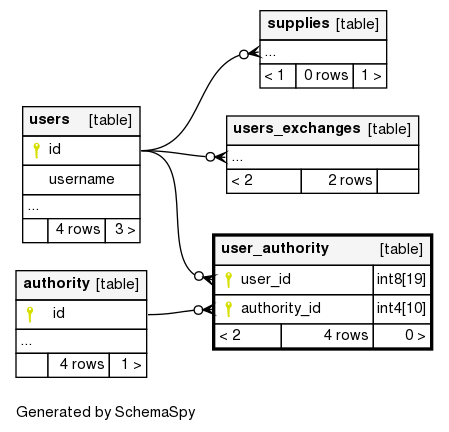 supplies [table]
...
< 1 0 rows 1 >
users [table]
id
username
...
4 rows 3 >
users_exchanges [table]
...
< 2 2 rows
user_authority [table]
user_id int8[19]
authority_id int4[10]
< 2 4 rows 0 >
authority [table]
id
...
4 rows 1 >
Generated by SchemaSpy